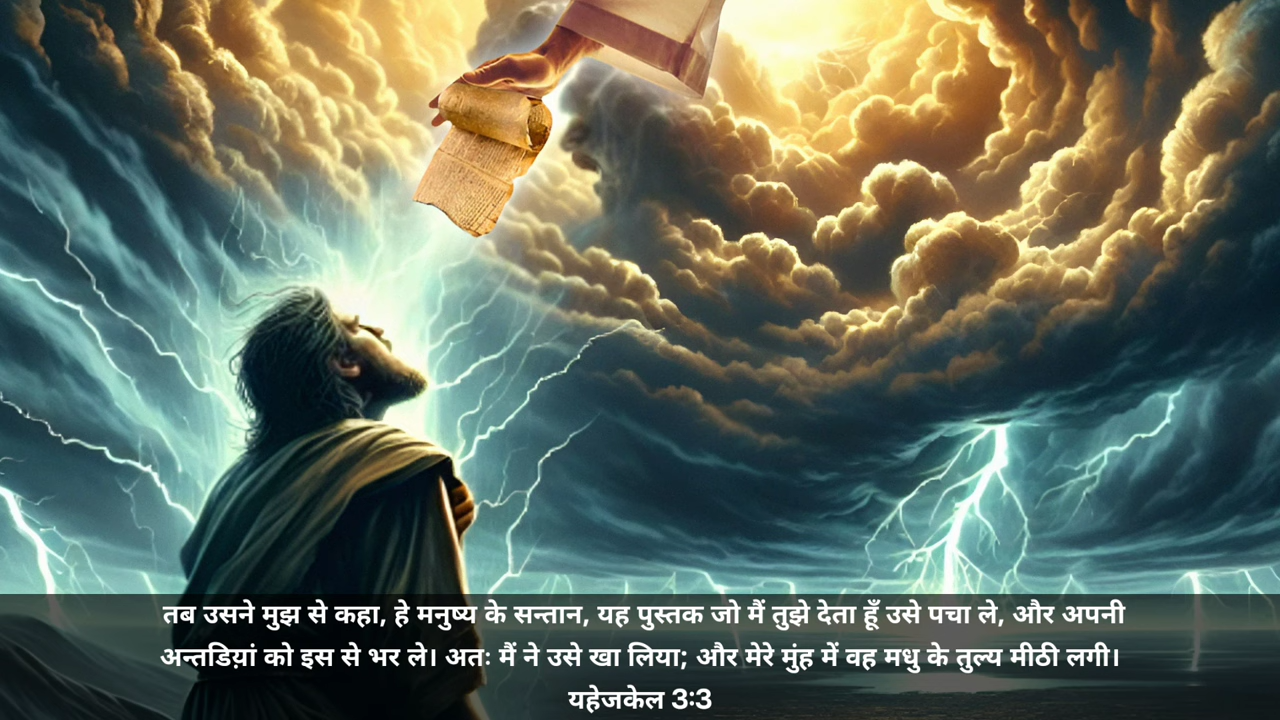 तब उसने मुझ से कहा, हे मनुष्य के सन्तान, यह पुस्तक जो मैं तुझे देता हूँ उसे पचा ले, और अपनी
अन्तडिय़ां को इस से भर ले। अतः मैं ने उसे खा लिया; और मेरे मुंह में वह मधु के तुल्य मीठी लगी।
यहेजकेल 3:3